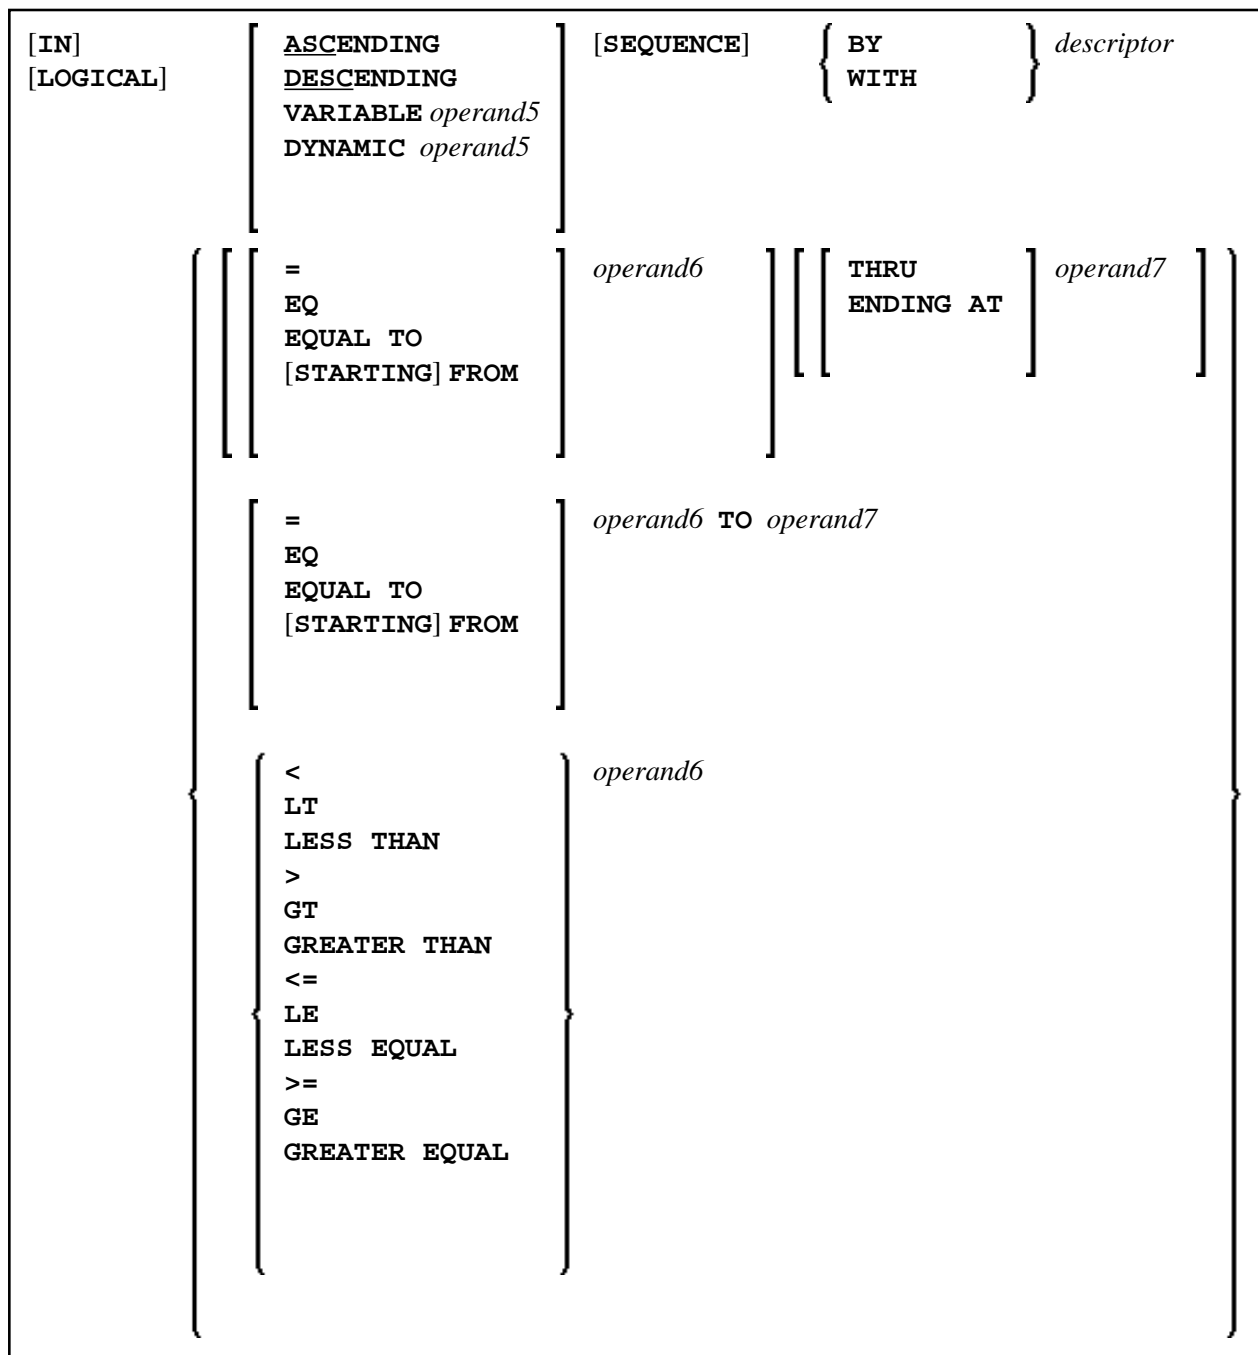 [IN] ASCENDING [SEQUENCE] BY descriptor
[LOGICAL] DESCENDING WITH
VARIABLE operand5
DYNAMIC operand5
= operand6 THRU operand7
EQ ENDING AT
EQUAL TO
[STARTING] FROM
= operand6 TO operand7
EQ
EQUAL TO
[STARTING] FROM
< operand6
LT
LESS THAN
>
GT
GREATER THAN
<=
LE
LESS EQUAL
>=
GE
GREATER EQUAL